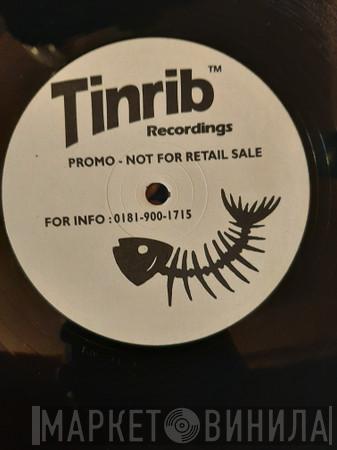 Tinrib™
Recordings
PROMO - NOT FOR RETAIL SALE
FOR INFO : 0181-900-1715
МАРКЕТ ВИНИЛА